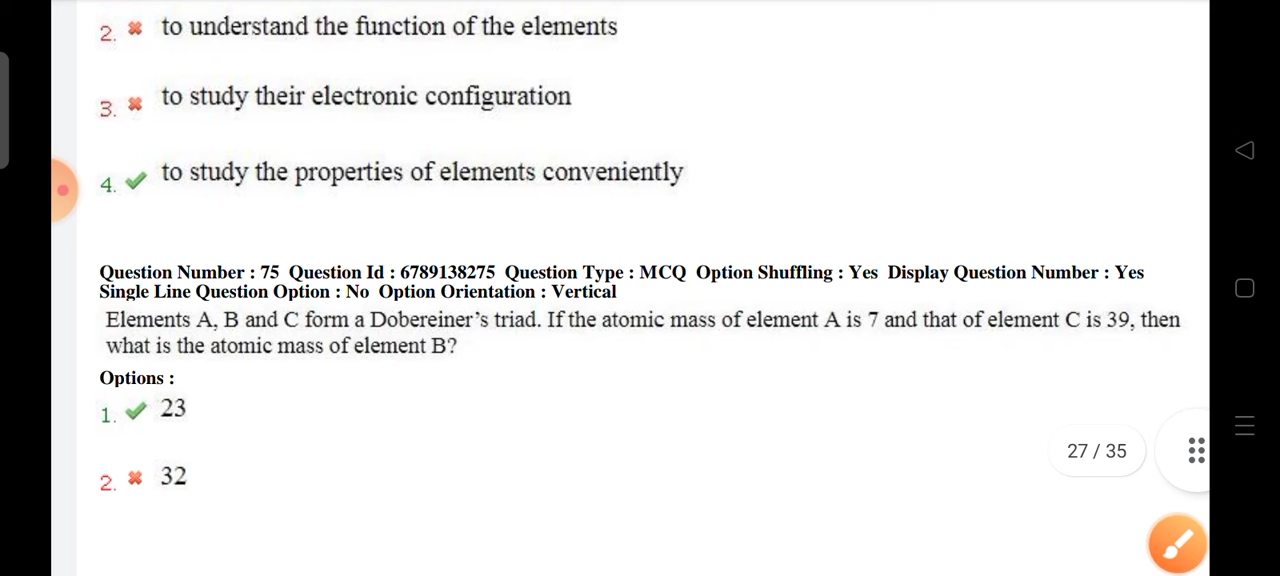 2. to understand the function of the elements
3. to study their electronic configuration
4. to study the properties of elements conveniently
Question Number : 75 Question Id : 6789138275 Question Type : MCQ Option Shuffling : Yes Display Question Number : Yes
Single Line Question Option : No Option Orientation : Vertical
Elements A, B and C form a Dobereiner’s triad. If the atomic mass of element A is 7 and that of element C is 39, then
what is the atomic mass of element B?
Options :
1. 23
2. 32
27 / 35